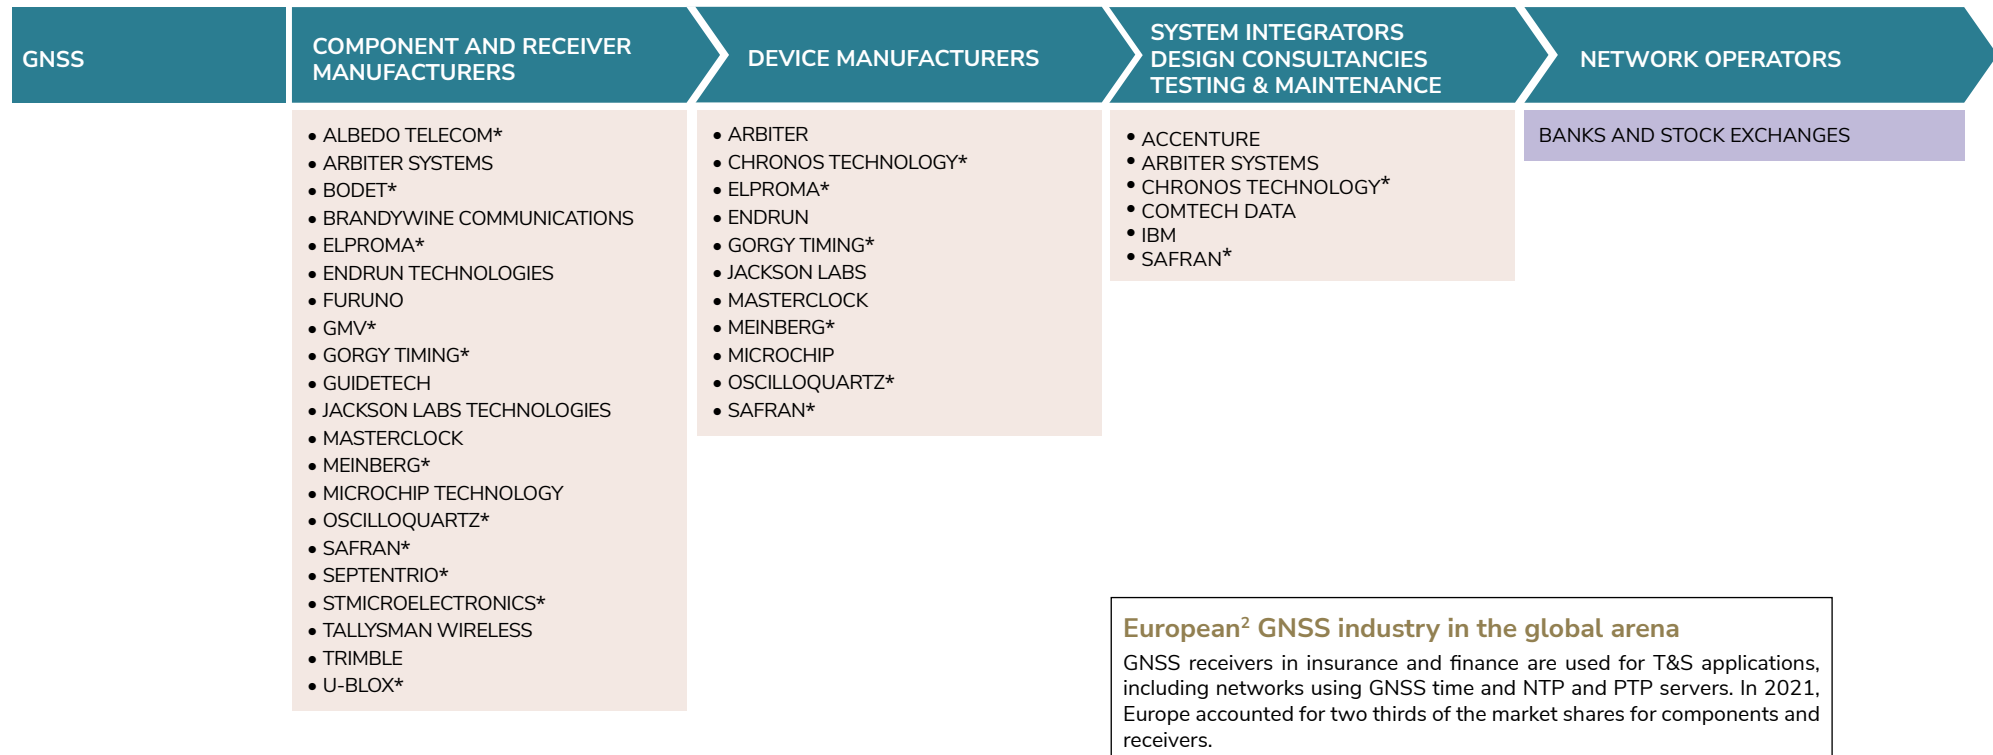 GNSS
COMPONENT AND RECEIVER
MANUFACTURERS
DEVICE MANUFACTURERS
SYSTEM INTEGRATORS
DESIGN CONSULTANCIES
TESTING & MAINTENANCE
NETWORK OPERATORS
• ALBEDO TELECOM*
• ARBITER SYSTEMS
• BODET*
• BRANDYWINE COMMUNICATIONS
• ELPROMA*
• ENDRUN TECHNOLOGIES
• FURUNO
• GMV*
• GORGY TIMING*
• GUIDETECH
• JACKSON LABS TECHNOLOGIES
• MASTERCLOCK
• MEINBERG*
• MICROCHIP TECHNOLOGY
• OSCILLOQUARTZ*
• SAFRAN*
• SEPTENTRIO*
• STMICROELECTRONICS*
• TALLYSMAN WIRELESS
• TRIMBLE
• U-BLOX*
• ARBITER
• CHRONOS TECHNOLOGY*
• ELPROMA*
• ENDRUN
• GORGY TIMING*
• JACKSON LABS
• MASTERCLOCK
• MEINBERG*
• MICROCHIP
• OSCILLOQUARTZ*
• SAFRAN*
• ACCENTURE
• ARBITER SYSTEMS
• CHRONOS TECHNOLOGY*
• COMTECH DATA
• IBM
• SAFRAN*
BANKS AND STOCK EXCHANGES
European² GNSS industry in the global arena
GNSS receivers in insurance and finance are used for T&S applications,
including networks using GNSS time and NTP and PTP servers. In 2021,
Europe accounted for two thirds of the market shares for components and
receivers.